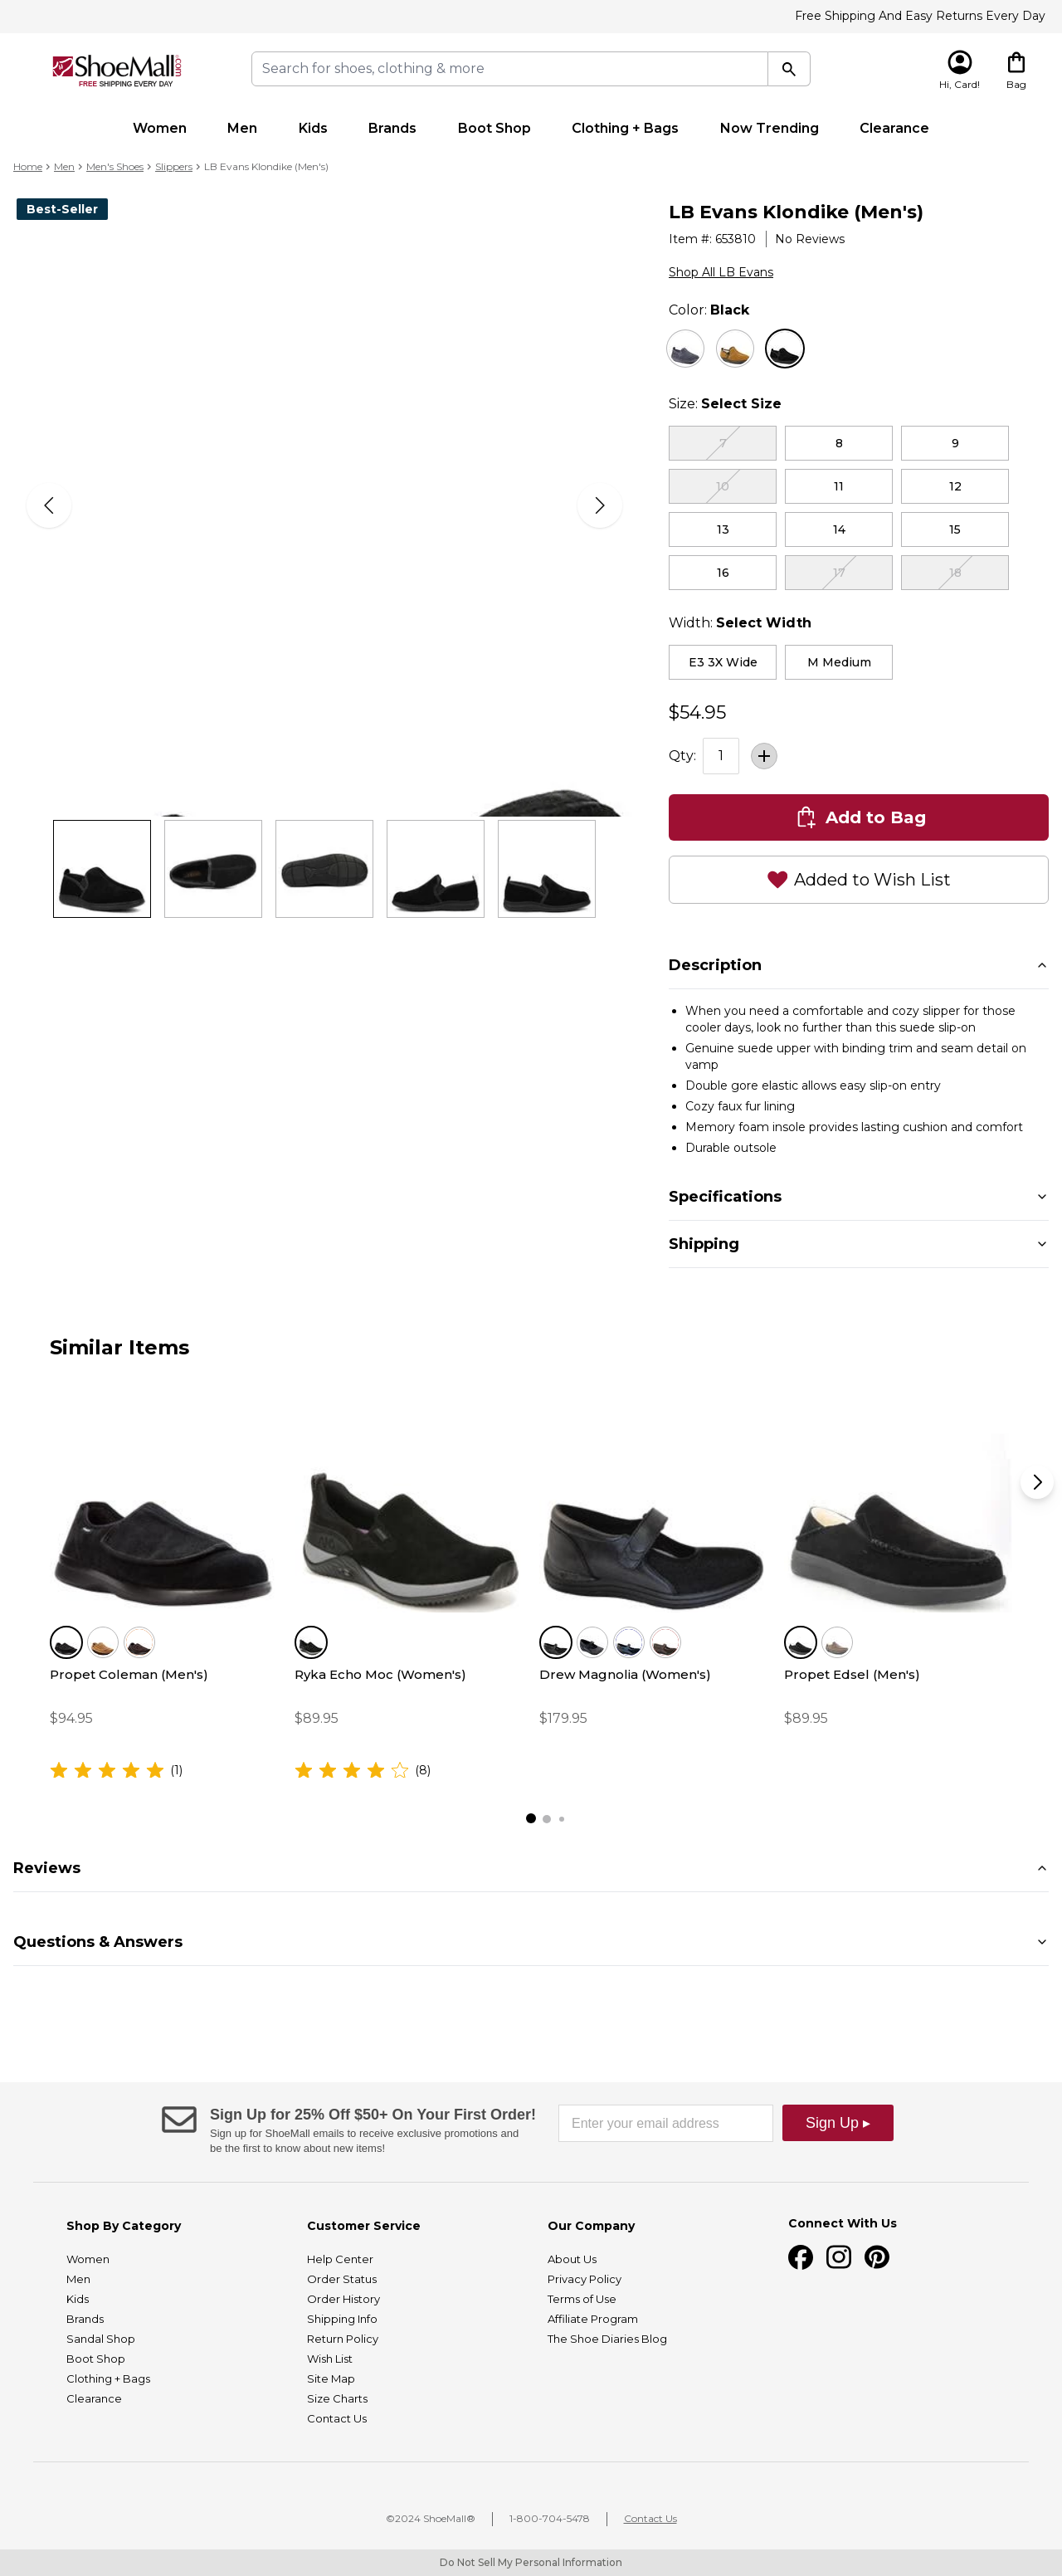 Free Shipping And Easy Returns Every Day
ShoeMall.com
FREE SHIPPING EVERY DAY
Search for shoes, clothing & more
Hi, Card!
Bag
Women
Men
Kids
Brands
Boot Shop
Clothing + Bags
Now Trending
Clearance
Home > Men > Men's Shoes > Slippers > LB Evans Klondike (Men's)
Best-Seller
LB Evans Klondike (Men's)
Item #: 653810
No Reviews
Shop All LB Evans
Color: Black
Size: Select Size
7
8
9
10
11
12
13
14
15
16
17
18
Width: Select Width
E3 3X Wide
M Medium
$54.95
Qty: 1
Add to Bag
Added to Wish List
Description
• When you need a comfortable and cozy slipper for those
cooler days, look no further than this suede slip-on
• Genuine suede upper with binding trim and seam detail on
vamp
• Double gore elastic allows easy slip-on entry
• Cozy faux fur lining
• Memory foam insole provides lasting cushion and comfort
• Durable outsole
Specifications
Shipping
Similar Items
Propet Coleman (Men's)
$94.95
(1)
Ryka Echo Moc (Women's)
$89.95
(8)
Drew Magnolia (Women's)
$179.95
Propet Edsel (Men's)
$89.95
Reviews
Questions & Answers
Sign Up for 25% Off $50+ On Your First Order!
Sign up for ShoeMall emails to receive exclusive promotions and
be the first to know about new items!
Enter your email address
Sign Up ▸
Shop By Category
Women
Men
Kids
Brands
Sandal Shop
Boot Shop
Clothing + Bags
Clearance
Customer Service
Help Center
Order Status
Order History
Shipping Info
Return Policy
Wish List
Site Map
Size Charts
Contact Us
Our Company
About Us
Privacy Policy
Terms of Use
Affiliate Program
The Shoe Diaries Blog
Connect With Us
©2024 ShoeMall®
1-800-704-5478
Contact Us
Do Not Sell My Personal Information